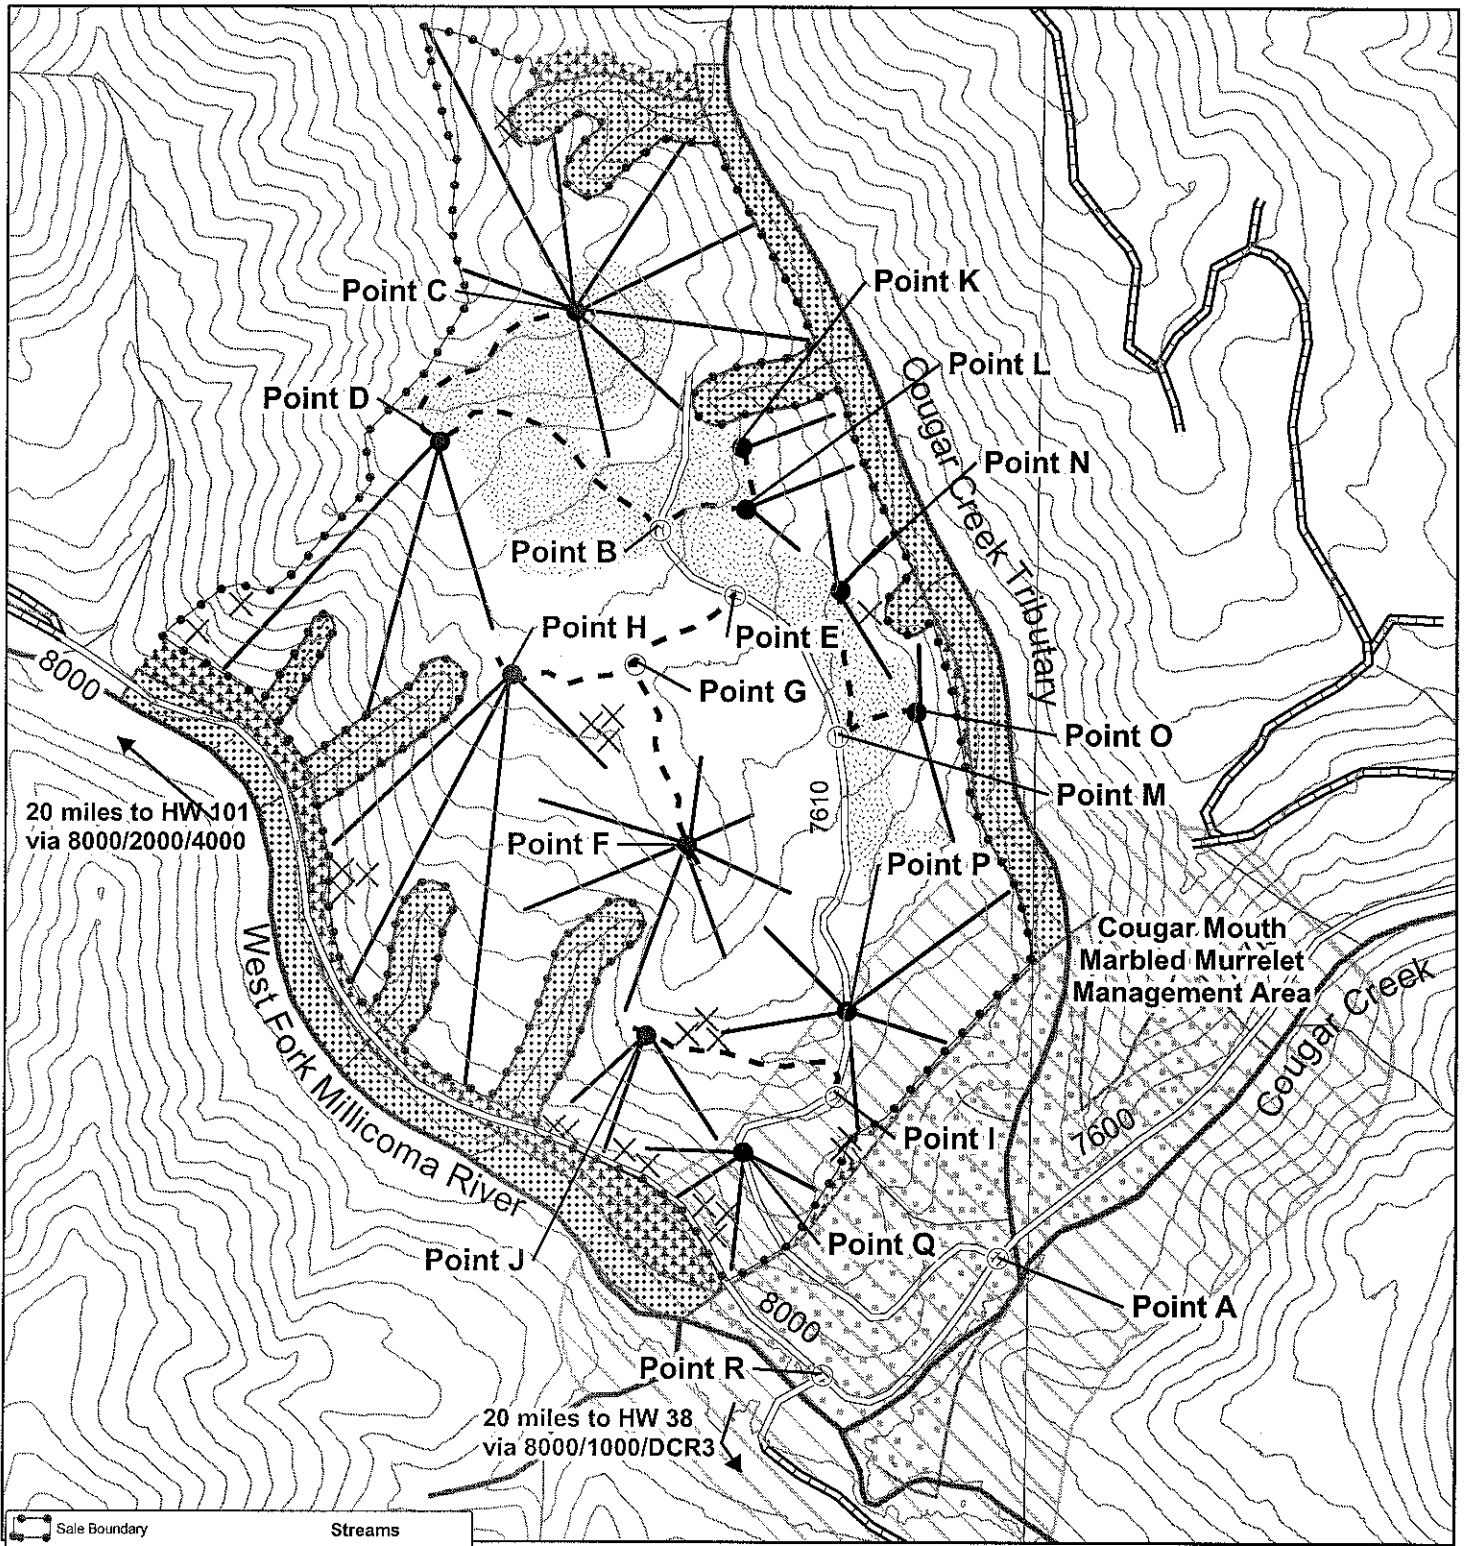 Point C
Point K
Point L
Point D
Cougar Creek Tributary
Point N
Point B
Point H
Point E
8000
Point G
Point O
Point M
20 miles to HW 101
via 8000/2000/4000
7610
Point F
Point P
Cougar Mouth
Marbled Murrelet
Management Area
West Fork Millicoma River
Cougar Creek
7600
Point I
Point J
Point Q
8000
Point A
Point R
20 miles to HW 38
via 8000/1000/DCR3
Sale Boundary
Streams